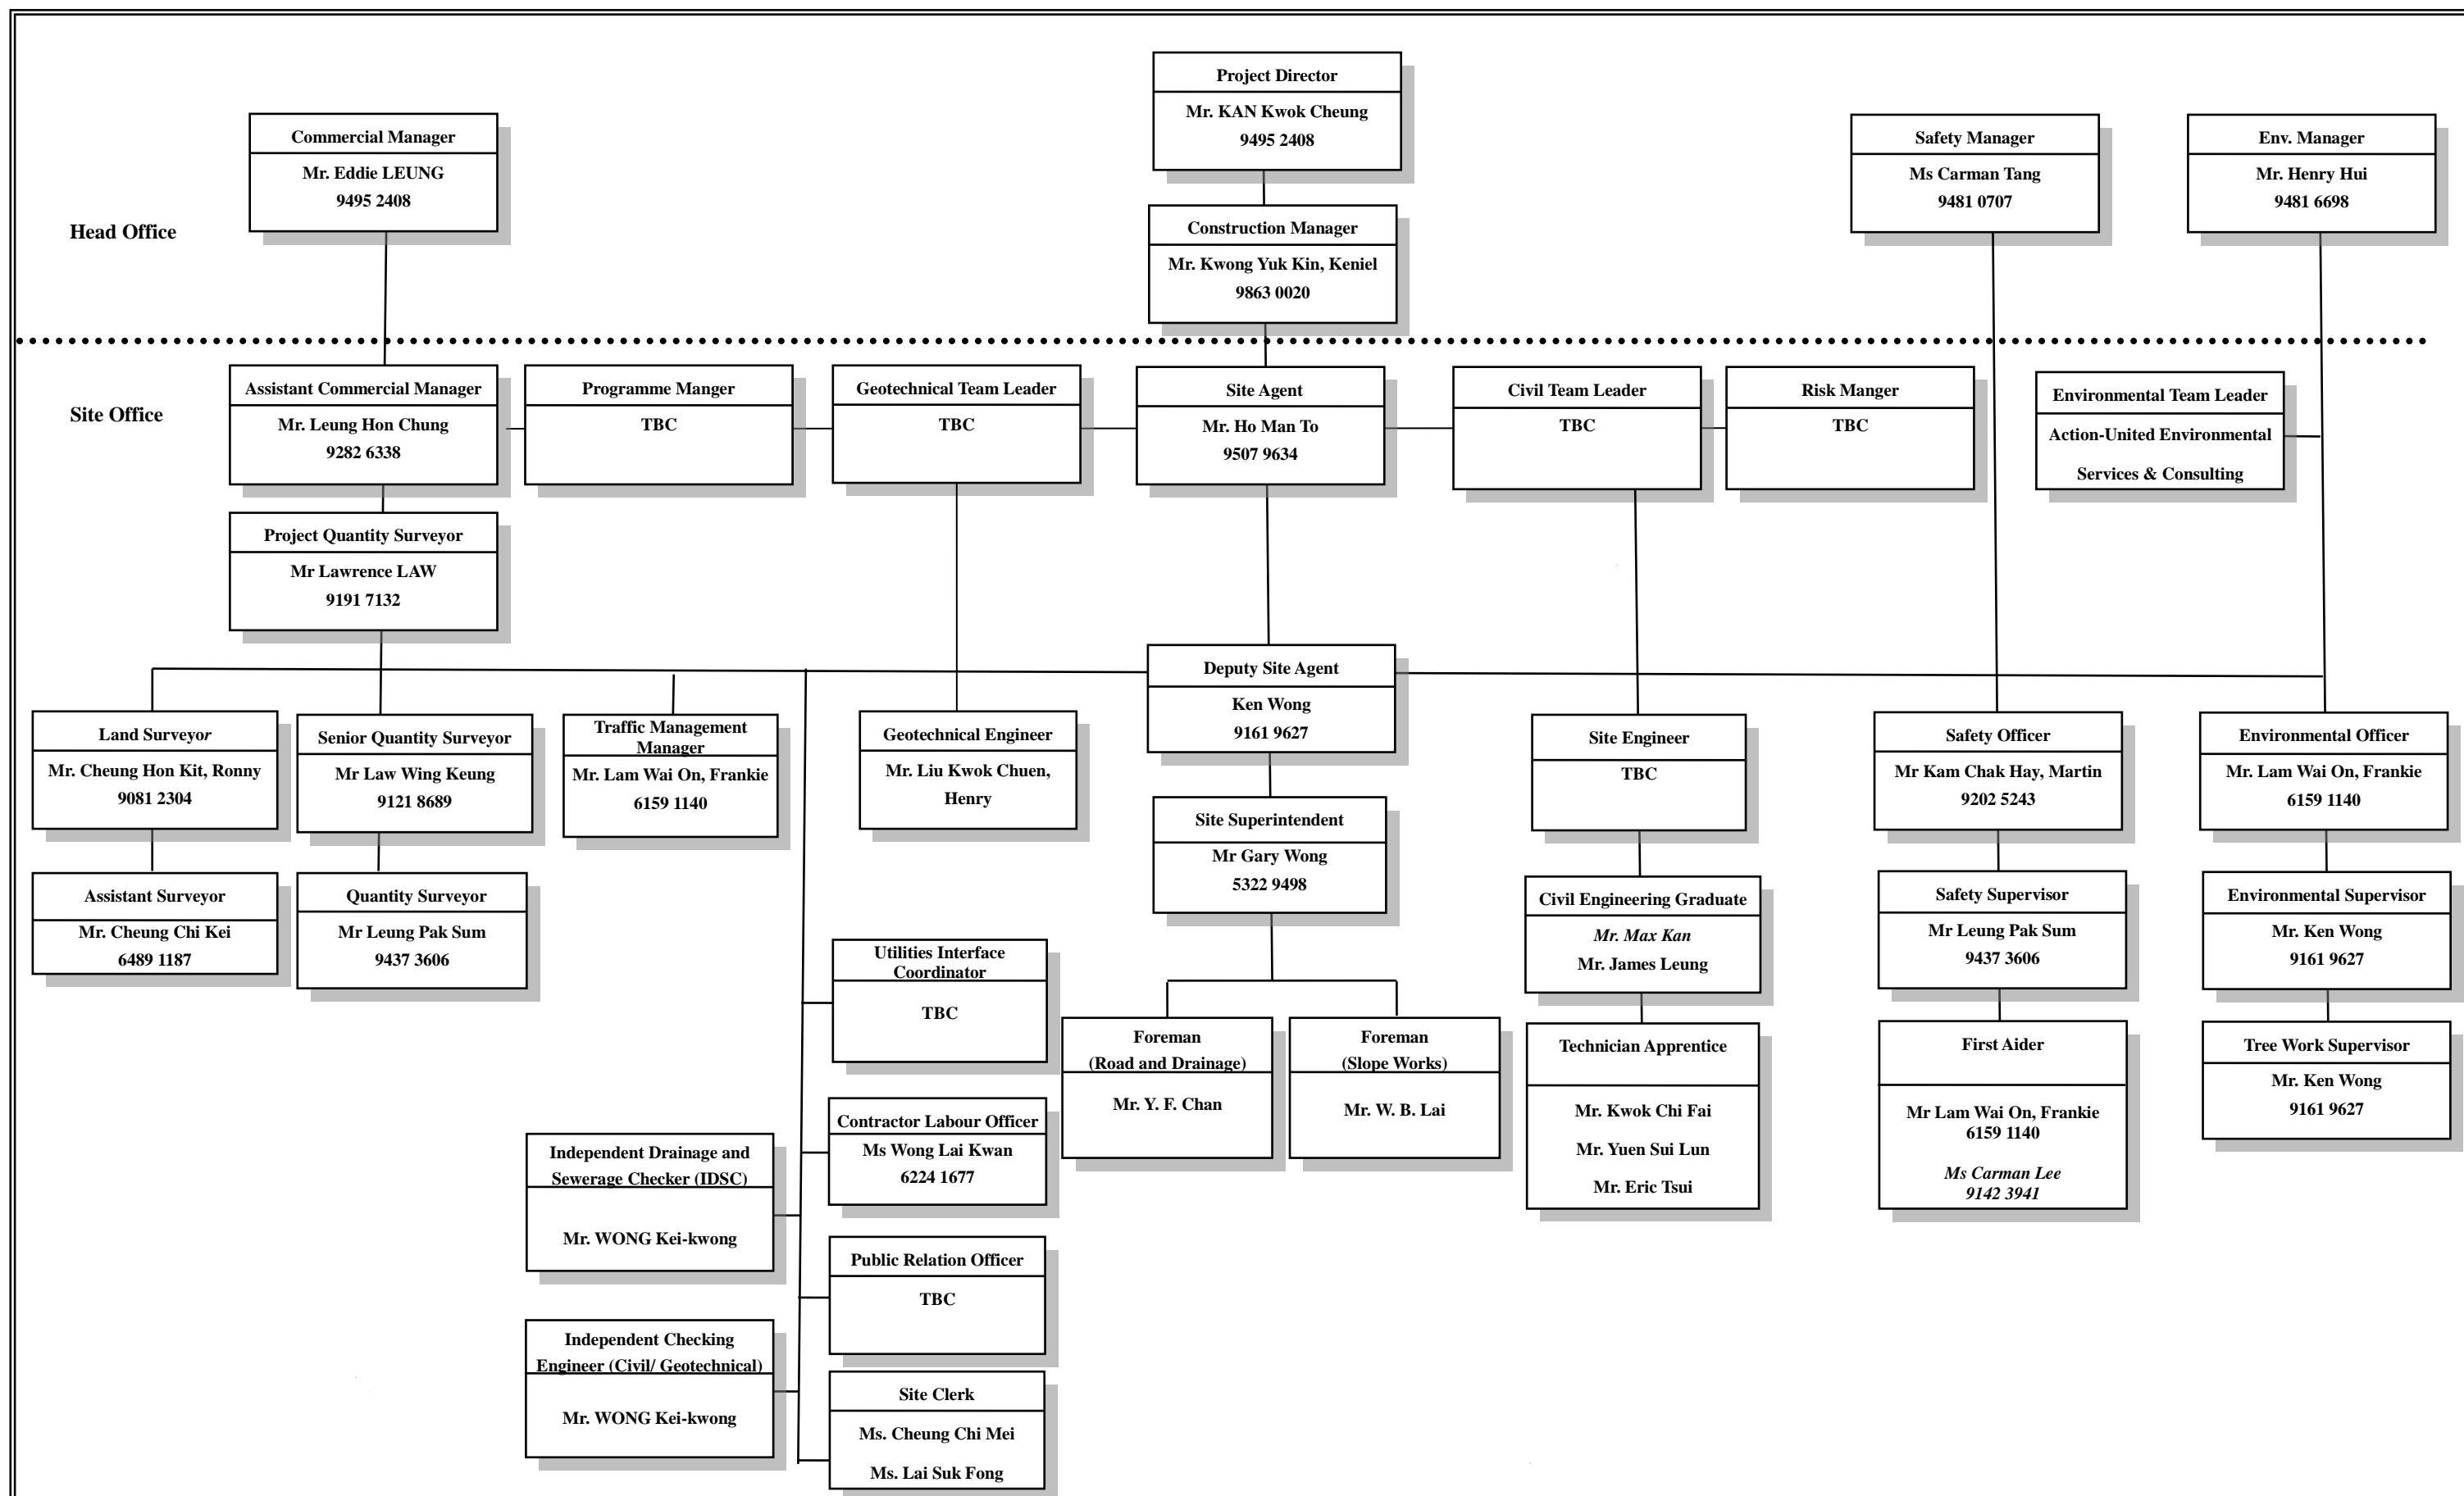 Project Director
Mr. KAN Kwok Cheung
9495 2408
Commercial Manager
Mr. Eddie LEUNG
9495 2408
Safety Manager
Ms Carman Tang
9481 0707
Env. Manager
Mr. Henry Hui
9481 6698
Head Office
Construction Manager
Mr. Kwong Yuk Kin, Keniel
9863 0020
Site Office
Assistant Commercial Manager
Mr. Leung Hon Chung
9282 6338
Programme Manger
TBC
Geotechnical Team Leader
TBC
Site Agent
Mr. Ho Man To
9507 9634
Civil Team Leader
TBC
Risk Manger
TBC
Environmental Team Leader
Action-United Environmental
Services & Consulting
Project Quantity Surveyor
Mr Lawrence LAW
9191 7132
Deputy Site Agent
Ken Wong
9161 9627
Land Surveyor
Mr. Cheung Hon Kit, Ronny
9081 2304
Senior Quantity Surveyor
Mr Law Wing Keung
9121 8689
Traffic Management
Manager
Mr. Lam Wai On, Frankie
6159 1140
Geotechnical Engineer
Mr. Liu Kwok Chuen,
Henry
Site Engineer
TBC
Safety Officer
Mr Kam Chak Hay, Martin
9202 5243
Environmental Officer
Mr. Lam Wai On, Frankie
6159 1140
Site Superintendent
Mr Gary Wong
5322 9498
Assistant Surveyor
Mr. Cheung Chi Kei
6489 1187
Quantity Surveyor
Mr Leung Pak Sum
9437 3606
Civil Engineering Graduate
Mr. Max Kan
Mr. James Leung
Safety Supervisor
Mr Leung Pak Sum
9437 3606
Environmental Supervisor
Mr. Ken Wong
9161 9627
Utilities Interface
Coordinator
TBC
Foreman
(Road and Drainage)
Mr. Y. F. Chan
Foreman
(Slope Works)
Mr. W. B. Lai
Technician Apprentice
Mr. Kwok Chi Fai
Mr. Yuen Sui Lun
Mr. Eric Tsui
First Aider
Mr Lam Wai On, Frankie
6159 1140
Ms Carman Lee
9142 3941
Tree Work Supervisor
Mr. Ken Wong
9161 9627
Contractor Labour Officer
Ms Wong Lai Kwan
6224 1677
Independent Drainage and
Sewerage Checker (IDSC)
Mr. WONG Kei-kwong
Public Relation Officer
TBC
Independent Checking
Engineer (Civil/ Geotechnical)
Mr. WONG Kei-kwong
Site Clerk
Ms. Cheung Chi Mei
Ms. Lai Suk Fong